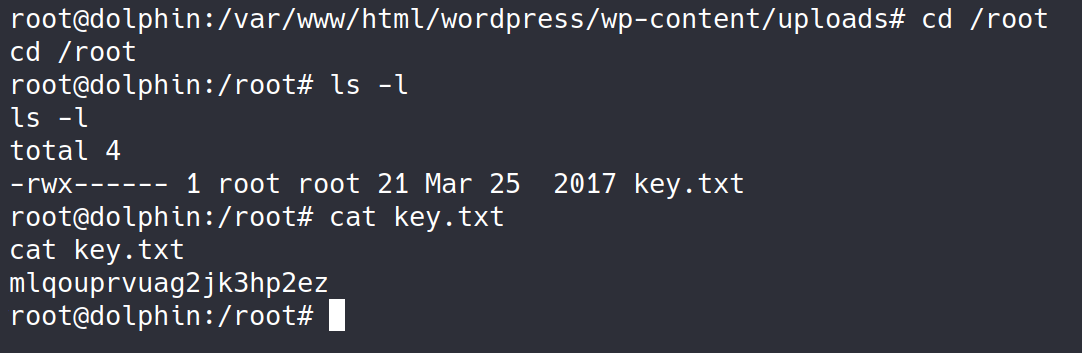 root@dolphin:/var/www/html/wordpress/wp-content/uploads# cd /root
cd /root
root@dolphin:/root# ls -l
ls -l
total 4
-rwx------ 1 root root 21 Mar 25  2017 key.txt
root@dolphin:/root# cat key.txt
cat key.txt
mlqouprvuag2jk3hp2ez
root@dolphin:/root#